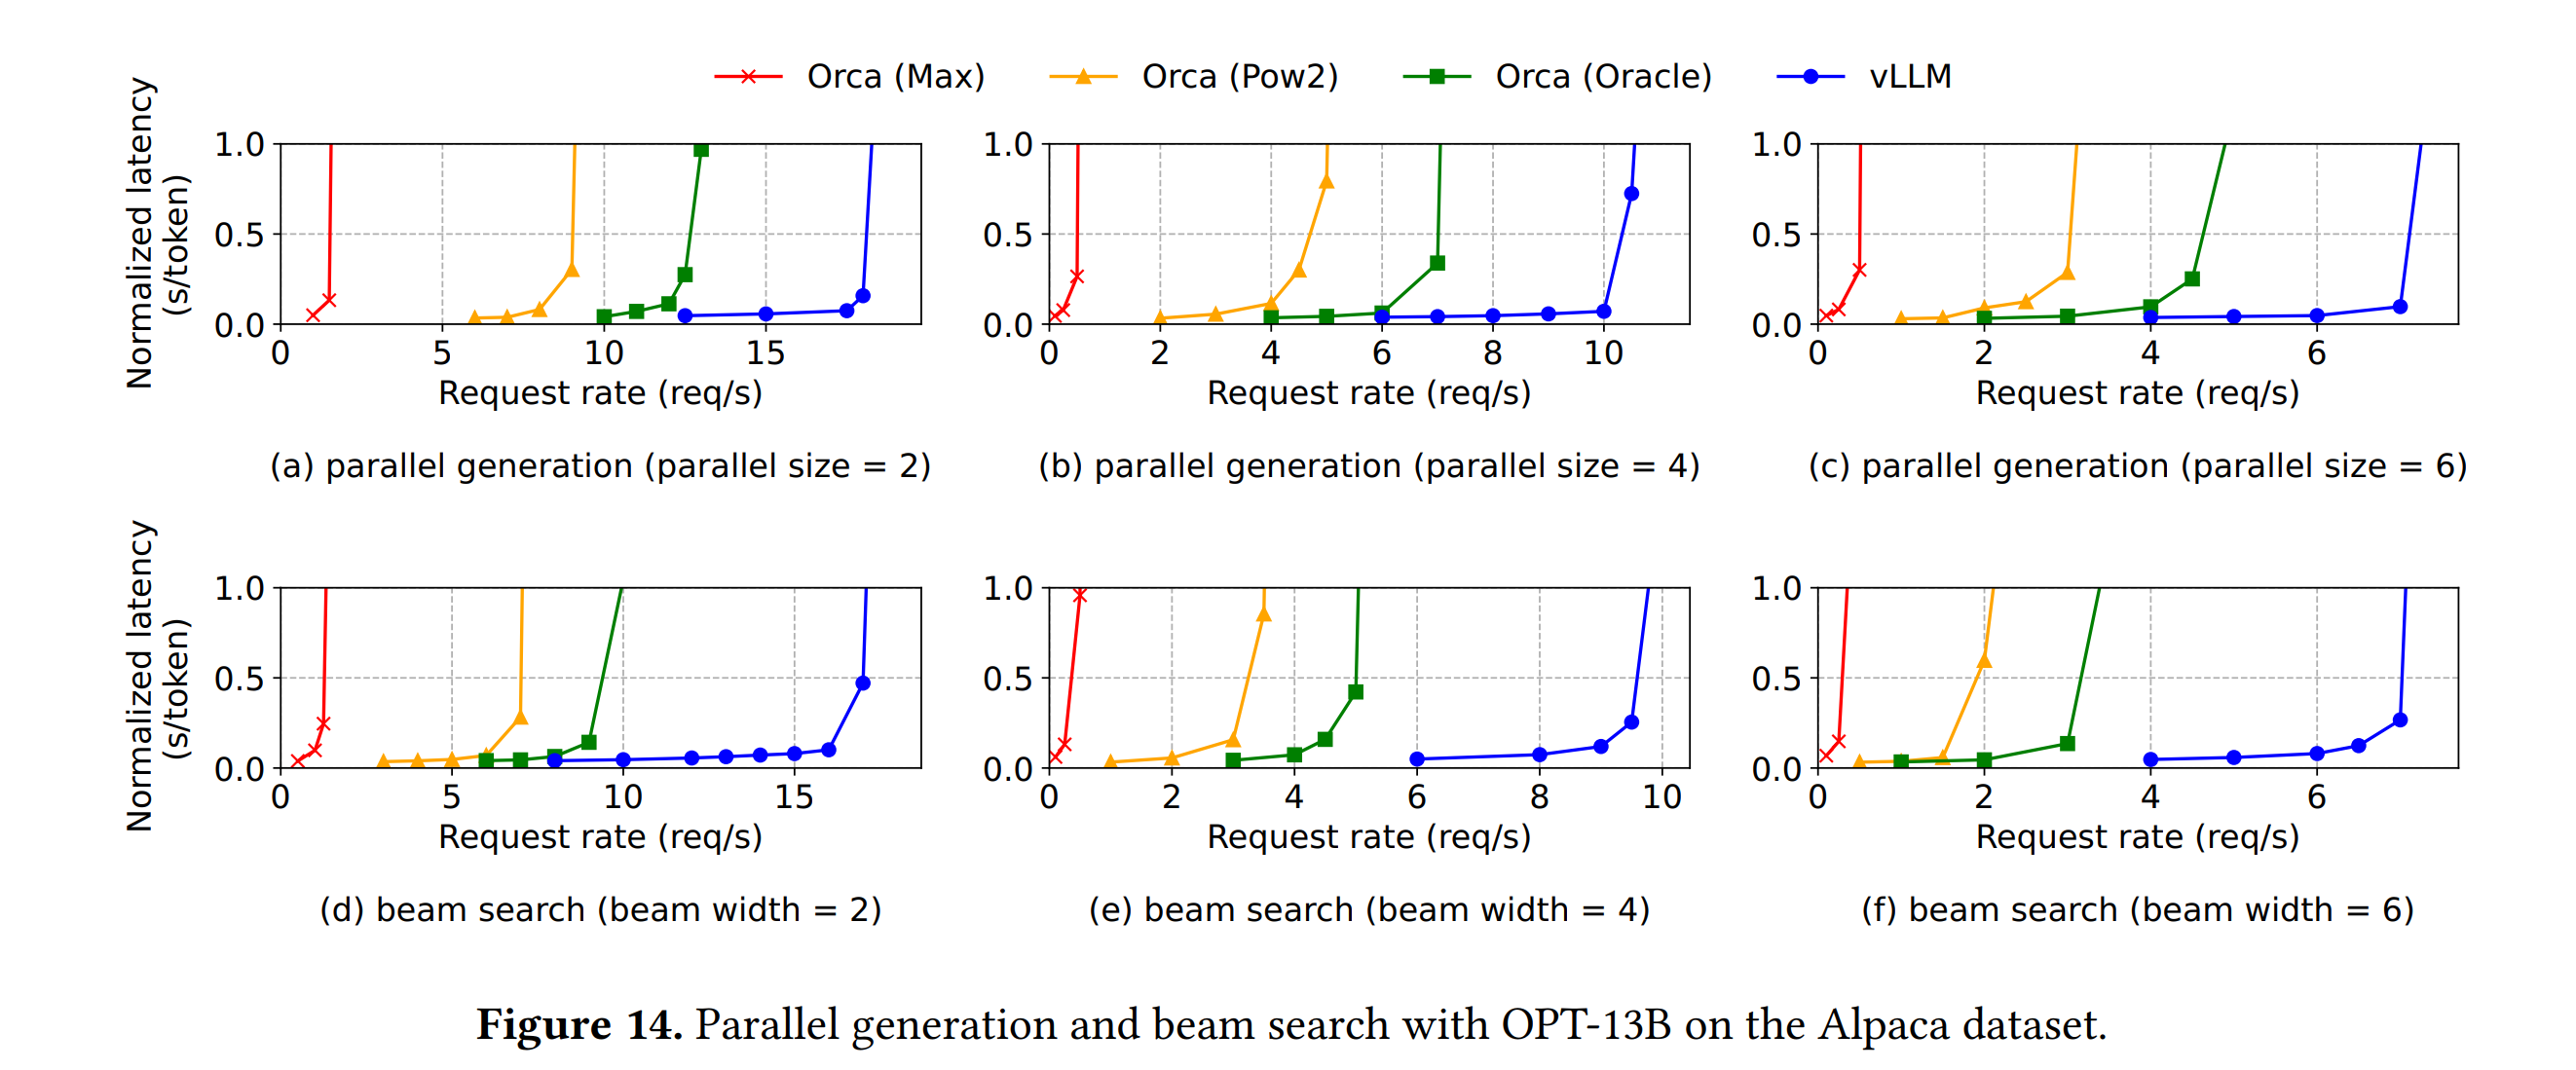 Orca (Max) Orca (Pow2) Orca (Oracle) vLLM
Normalized latency
(s/token)
1.0
0.5
0.0
0 5 10 15
Request rate (req/s)
(a) parallel generation (parallel size = 2)
1.0
0.5
0.0
0 2 4 6 8 10
Request rate (req/s)
(b) parallel generation (parallel size = 4)
1.0
0.5
0.0
0 2 4 6
Request rate (req/s)
(c) parallel generation (parallel size = 6)
Normalized latency
(s/token)
1.0
0.5
0.0
0 5 10 15
Request rate (req/s)
(d) beam search (beam width = 2)
1.0
0.5
0.0
0 2 4 6 8 10
Request rate (req/s)
(e) beam search (beam width = 4)
1.0
0.5
0.0
0 2 4 6
Request rate (req/s)
(f) beam search (beam width = 6)
Figure 14. Parallel generation and beam search with OPT-13B on the Alpaca dataset.